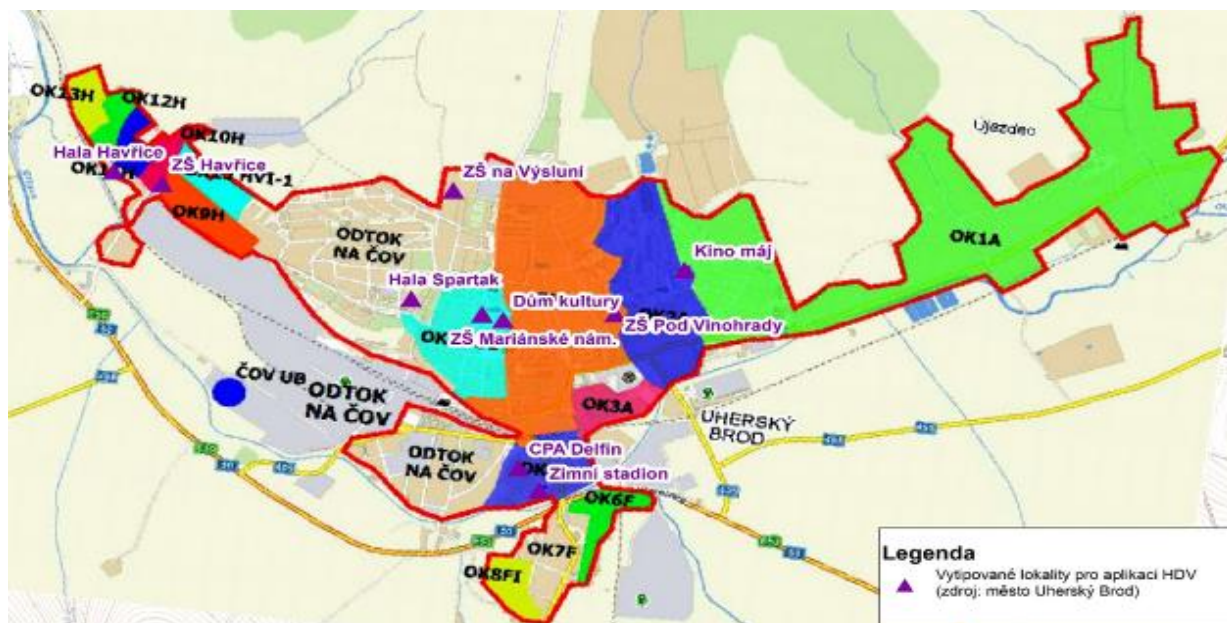 OK13H
OK12H
OK10H
Újezdec
Hala Havřice
ZŠ Havřice
HVI-1
ZŠ na Výsluní
OK9H
ODTOK
NA ČOV
OK1A
Kino máj
Hala Spartak
Dům kultury
ZŠ Pod Vinohrady
ZŠ Mariánské nám.
ČOV UB
ODTOK
NA ČOV
OK3A
UHERSKÝ
BROD
ODTOK
NA ČOV
CPA Delfín
Zimní stadion
OK6F
OK7F
OK8FI
Legenda
Vytipované lokality pro aplikaci HDV
(zdroj: město Uherský Brod)